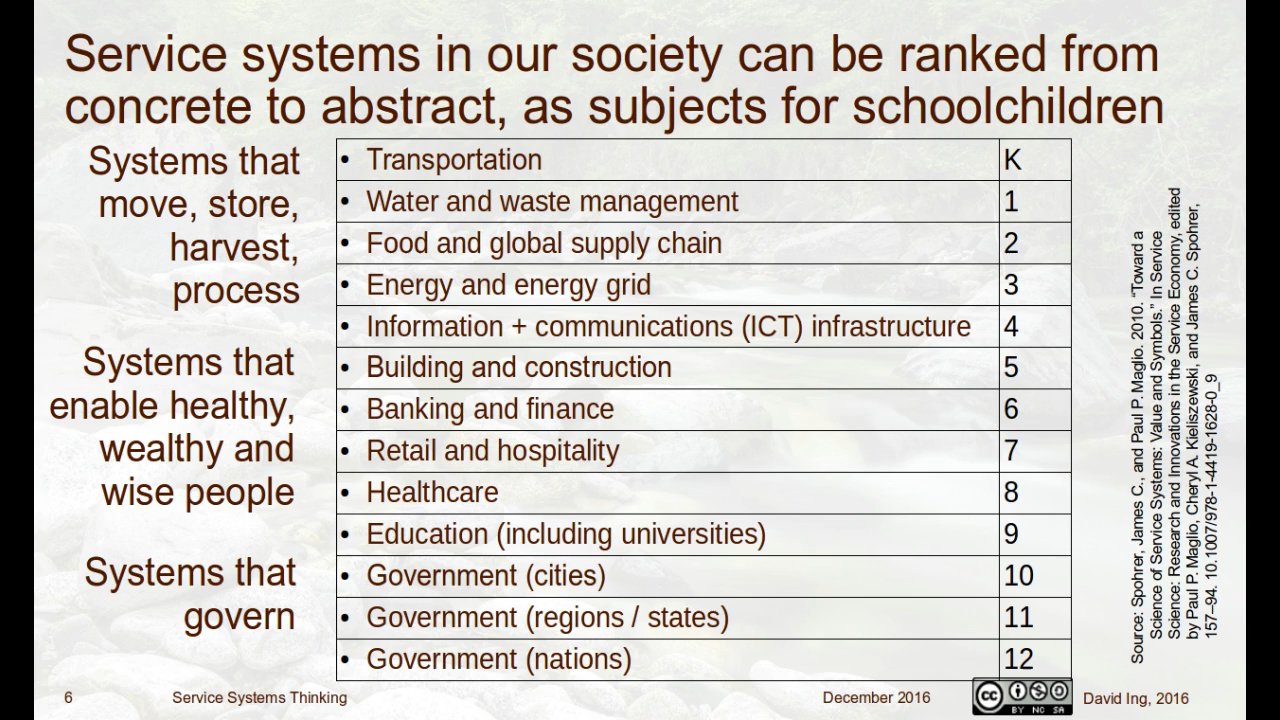 Service systems in our society can be ranked from
concrete to abstract, as subjects for schoolchildren
Systems that
move, store,
harvest,
process
• Transportation K
• Water and waste management 1
• Food and global supply chain 2
• Energy and energy grid 3
• Information + communications (ICT) infrastructure 4
Systems that
enable healthy,
wealthy and
wise people
• Building and construction 5
• Banking and finance 6
• Retail and hospitality 7
• Healthcare 8
• Education (including universities) 9
Systems that
govern
• Government (cities) 10
• Government (regions / states) 11
• Government (nations) 12
Source: Spohrer, James C., and Paul P. Maglio. 2010. “Toward a
Science of Service Systems: Value and Symbols.” In Service
Science: Research and Innovations in the Service Economy, edited
by Paul P. Maglio, Cheryl A. Kieliszewski, and James C. Spohrer,
157–94. 10.1007/978-1-4419-1628-0_9
6 Service Systems Thinking December 2016 David Ing, 2016
cc
BY NC SA